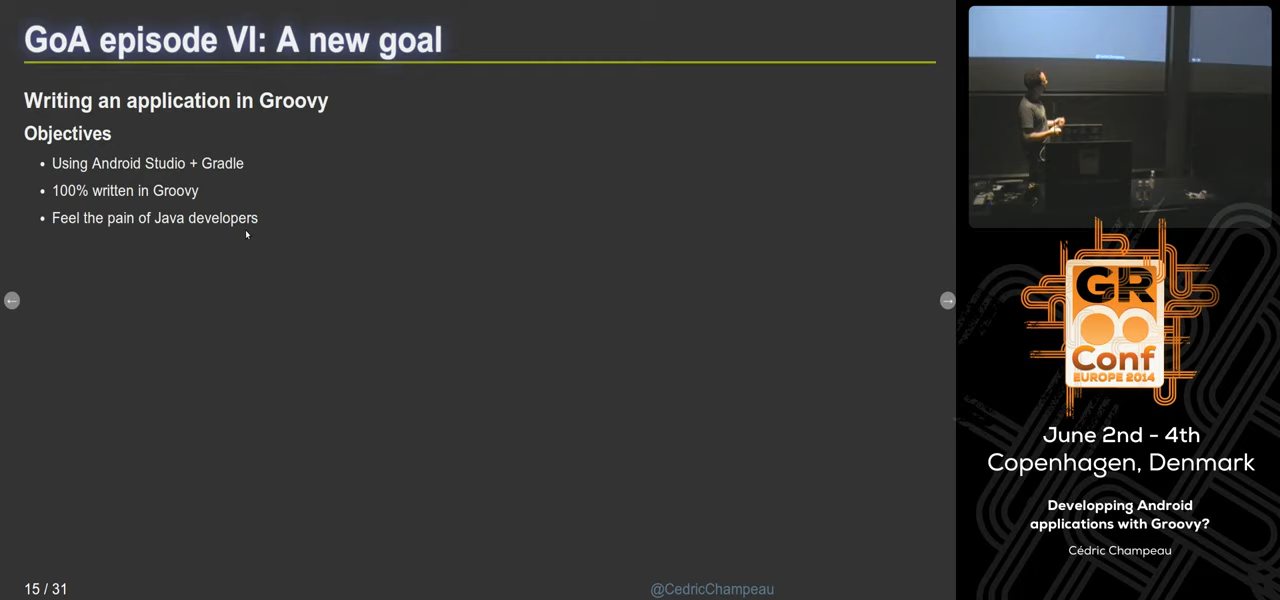 GoA episode VI: A new goal
Writing an application in Groovy
Objectives
Using Android Studio + Gradle
100% written in Groovy
Feel the pain of Java developers
15 / 31
@CedricChampeau
GR
Conf
EUROPE 2014
June 2nd - 4th
Copenhagen, Denmark
Developping Android
applications with Groovy?
Cédric Champeau